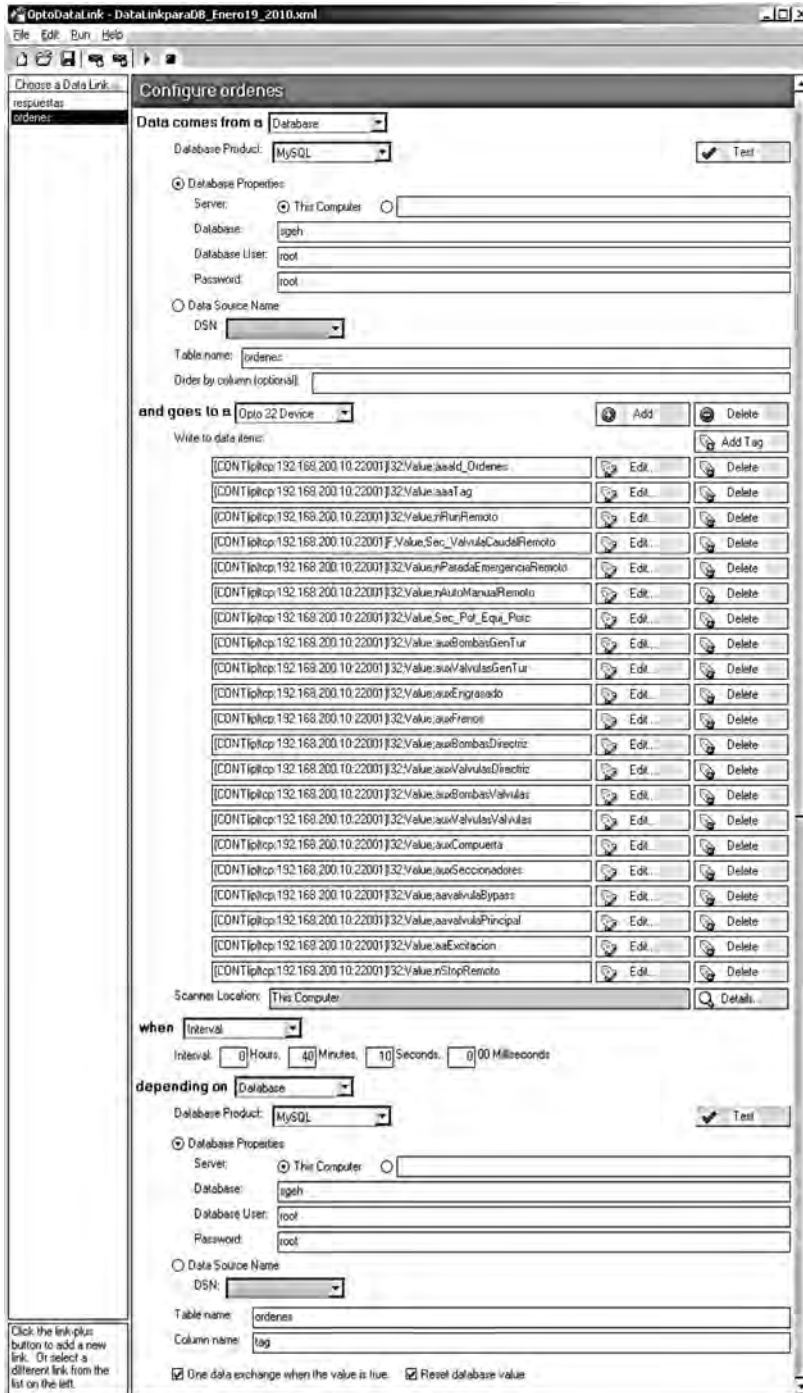 OptoDataLink - DataLinkparaDB_Enero19_2010.xml
File Edit Run Help
Choose a Data Link...
respuestas
ordenes
Configure ordenes
Data comes from a Database
Database Product: MySQL Test
Database Properties
Server: This Computer
Database: sgeh
Database User: root
Password: root
Data Source Name
DSN
Table name: ordenes
Order by column (optional):
and goes to a Opto 22 Device Add Delete
Write to data items: Add Tag
[CONT|ip|tcp:192.168.200.10:22001]I32;Value;aaaId_Ordenes Edit... Delete
[CONT|ip|tcp:192.168.200.10:22001]I32;Value;aaaTag Edit... Delete
[CONT|ip|tcp:192.168.200.10:22001]I32;Value;nRunRemoto Edit... Delete
[CONT|ip|tcp:192.168.200.10:22001]F;Value;Sec_ValvulaCaudalRemoto Edit... Delete
[CONT|ip|tcp:192.168.200.10:22001]I32;Value;nParadaEmergenciaRemoto Edit... Delete
[CONT|ip|tcp:192.168.200.10:22001]I32;Value;nAutoManualRemoto Edit... Delete
[CONT|ip|tcp:192.168.200.10:22001]I32;Value;Sec_Pot_Equi_Porc Edit... Delete
[CONT|ip|tcp:192.168.200.10:22001]I32;Value;auxBombasGenTur Edit... Delete
[CONT|ip|tcp:192.168.200.10:22001]I32;Value;auxValvulasGenTur Edit... Delete
[CONT|ip|tcp:192.168.200.10:22001]I32;Value;auxEngrasado Edit... Delete
[CONT|ip|tcp:192.168.200.10:22001]I32;Value;auxFrenos Edit... Delete
[CONT|ip|tcp:192.168.200.10:22001]I32;Value;auxBombasDirectriz Edit... Delete
[CONT|ip|tcp:192.168.200.10:22001]I32;Value;auxValvulasDirectriz Edit... Delete
[CONT|ip|tcp:192.168.200.10:22001]I32;Value;auxBombasValvulas Edit... Delete
[CONT|ip|tcp:192.168.200.10:22001]I32;Value;auxValvulasValvulas Edit... Delete
[CONT|ip|tcp:192.168.200.10:22001]I32;Value;auxCompuerta Edit... Delete
[CONT|ip|tcp:192.168.200.10:22001]I32;Value;auxSeccionadores Edit... Delete
[CONT|ip|tcp:192.168.200.10:22001]I32;Value;aavalvulaBypass Edit... Delete
[CONT|ip|tcp:192.168.200.10:22001]I32;Value;aavalvulaPrincipal Edit... Delete
[CONT|ip|tcp:192.168.200.10:22001]I32;Value;aaExcitacion Edit... Delete
[CONT|ip|tcp:192.168.200.10:22001]I32;Value;nStopRemoto Edit... Delete
Scanner Location: This Computer Details...
when Interval
Interval: 0 Hours, 40 Minutes, 10 Seconds, 0 00 Milliseconds
depending on Database
Database Product: MySQL Test
Database Properties
Server: This Computer
Database: sgeh
Database User: root
Password: root
Data Source Name
DSN:
Table name: ordenes
Column name: tag
One data exchange when the value is true. Reset database value
Click the link-plus
button to add a new
link. Or select a
different link from the
list on the left.